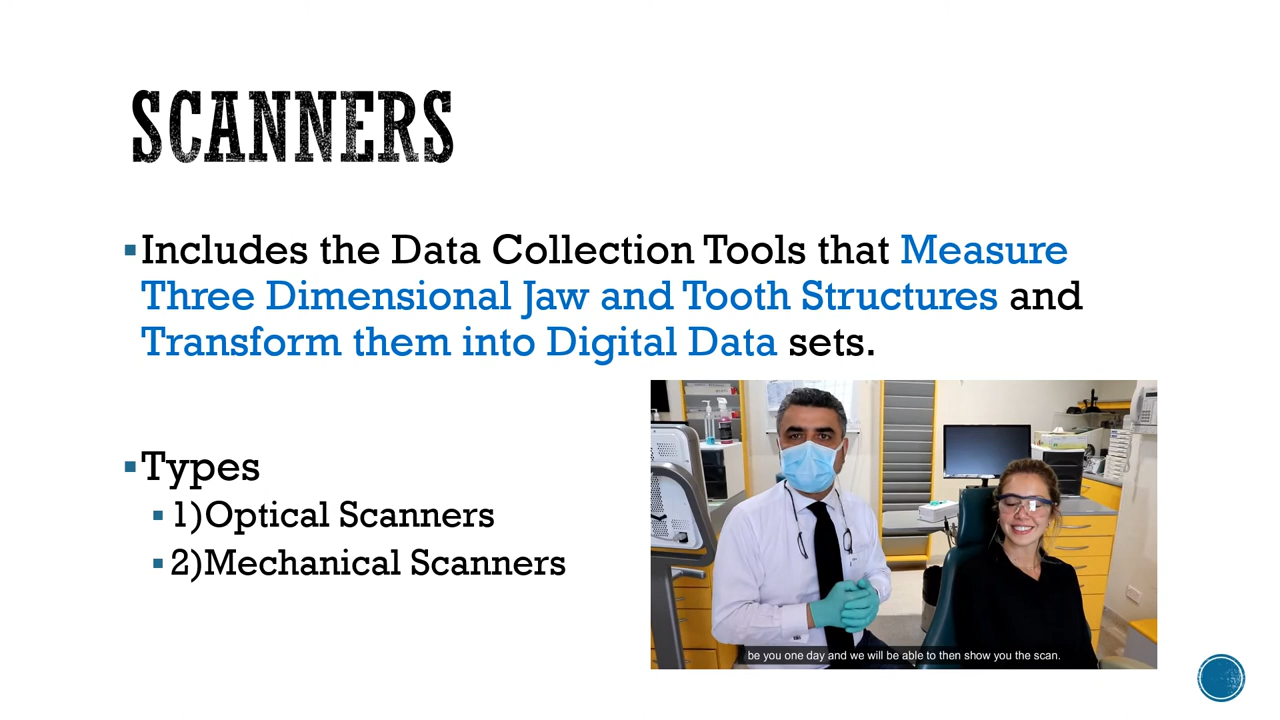 SCANNERS
▪Includes the Data Collection Tools that Measure
Three Dimensional Jaw and Tooth Structures and
Transform them into Digital Data sets.
▪Types
▪1)Optical Scanners
▪2)Mechanical Scanners
be you one day and we will be able to then show you the scan.